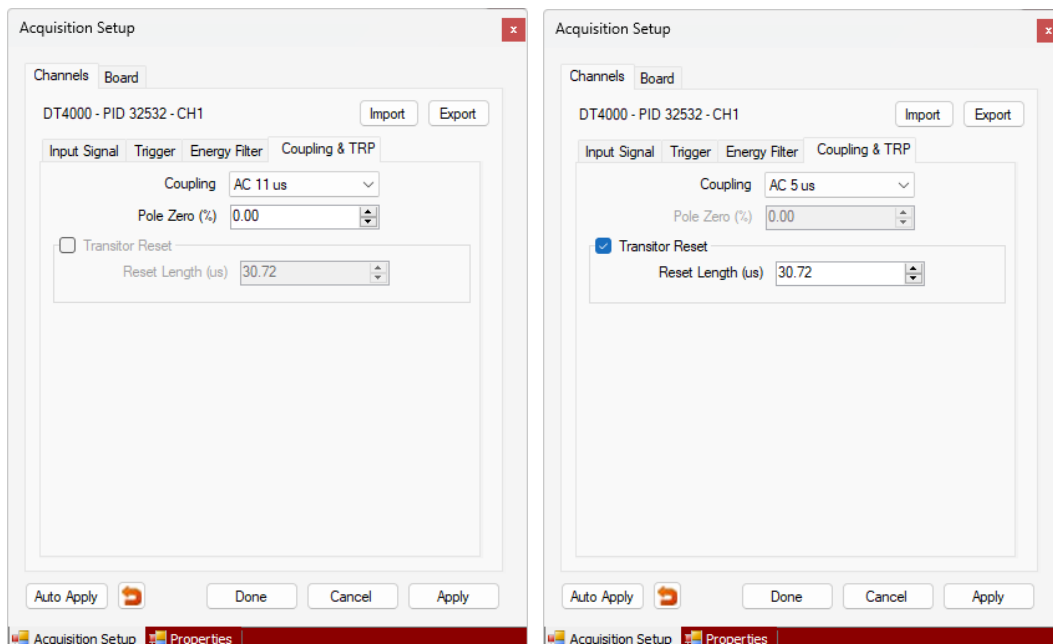 Acquisition Setup
x
Channels Board
DT4000 - PID 32532 - CH1
Import Export
Input Signal Trigger Energy Filter Coupling & TRP
Coupling AC 11 us
Pole Zero (%) 0.00
Transitor Reset
Reset Length (us) 30.72
Auto Apply Done Cancel Apply
Acquisition Setup Properties
Acquisition Setup
x
Channels Board
DT4000 - PID 32532 - CH1
Import Export
Input Signal Trigger Energy Filter Coupling & TRP
Coupling AC 5 us
Pole Zero (%) 0.00
Transitor Reset
Reset Length (us) 30.72
Auto Apply Done Cancel Apply
Acquisition Setup Properties